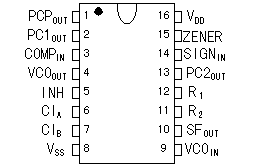 PCPOUT 1 16 VDD
PC1OUT 2 15 ZENER
COMPIN 3 14 SIGNIN
VCOOUT 4 13 PC2OUT
INH 5 12 R1
CIA 6 11 R2
CIB 7 10 SFOUT
VSS 8 9 VCOIN